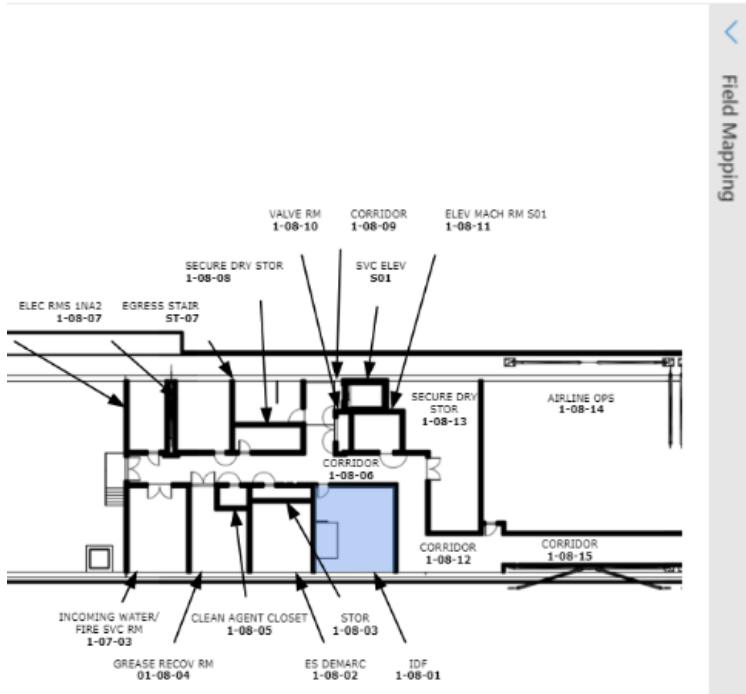 Field Mapping
VALVE RM
1-08-10
CORRIDOR
1-08-09
ELEV MACH RM S01
1-08-11
SECURE DRY STOR
1-08-08
SVC ELEV
S01
ELEC RMS 1NA2
1-08-07
EGRESS STAIR
ST-07
SECURE DRY
STOR
1-08-13
AIRLINE OPS
1-08-14
CORRIDOR
1-08-06
CORRIDOR
1-08-12
CORRIDOR
1-08-15
INCOMING WATER/
FIRE SVC RM
1-07-03
CLEAN AGENT CLOSET
1-08-05
STOR
1-08-03
GREASE RECOV RM
01-08-04
ES DEMARC
1-08-02
IDF
1-08-01